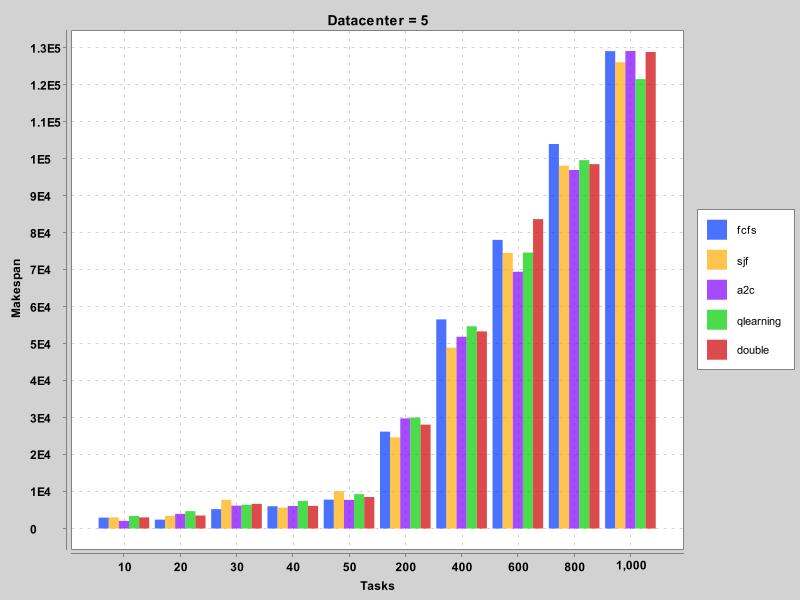 Datacenter = 5
1.3E5
1.2E5
1.1E5
1E5
9E4
8E4
7E4
6E4
5E4
4E4
3E4
2E4
1E4
0
Makespan
10 20 30 40 50 200 400 600 800 1,000
Tasks
fcfs
sjf
a2c
qlearning
double